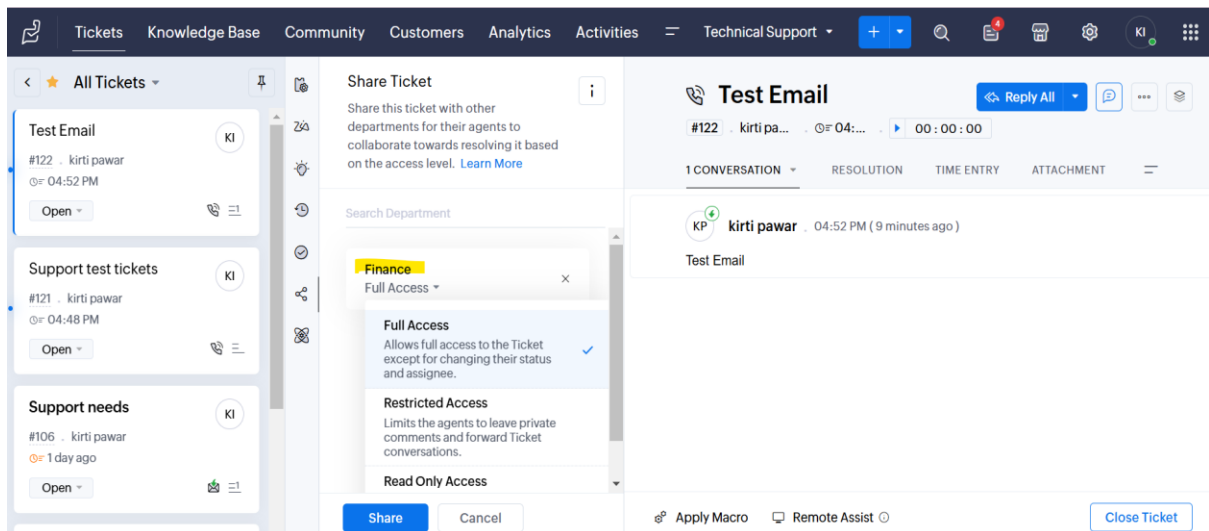 Tickets Knowledge Base Community Customers Analytics Activities Technical Support + 4 KI
All Tickets
Test Email KI
#122 . kirti pawar
04:52 PM
Open
Support test tickets KI
#121 . kirti pawar
04:48 PM
Open
Support needs KI
#106 . kirti pawar
1 day ago
Open
Share Ticket i
Share this ticket with other
departments for their agents to
collaborate towards resolving it based
on the access level. Learn More
Search Department
Finance
Full Access
Full Access
Allows full access to the Ticket
except for changing their status
and assignee.
Restricted Access
Limits the agents to leave private
comments and forward Ticket
conversations.
Read Only Access
Share Cancel
Test Email Reply All
#122 . kirti pa... . 04:... . 00 : 00 : 00
1 CONVERSATION RESOLUTION TIME ENTRY ATTACHMENT
KP kirti pawar . 04:52 PM ( 9 minutes ago )
Test Email
Apply Macro Remote Assist Close Ticket